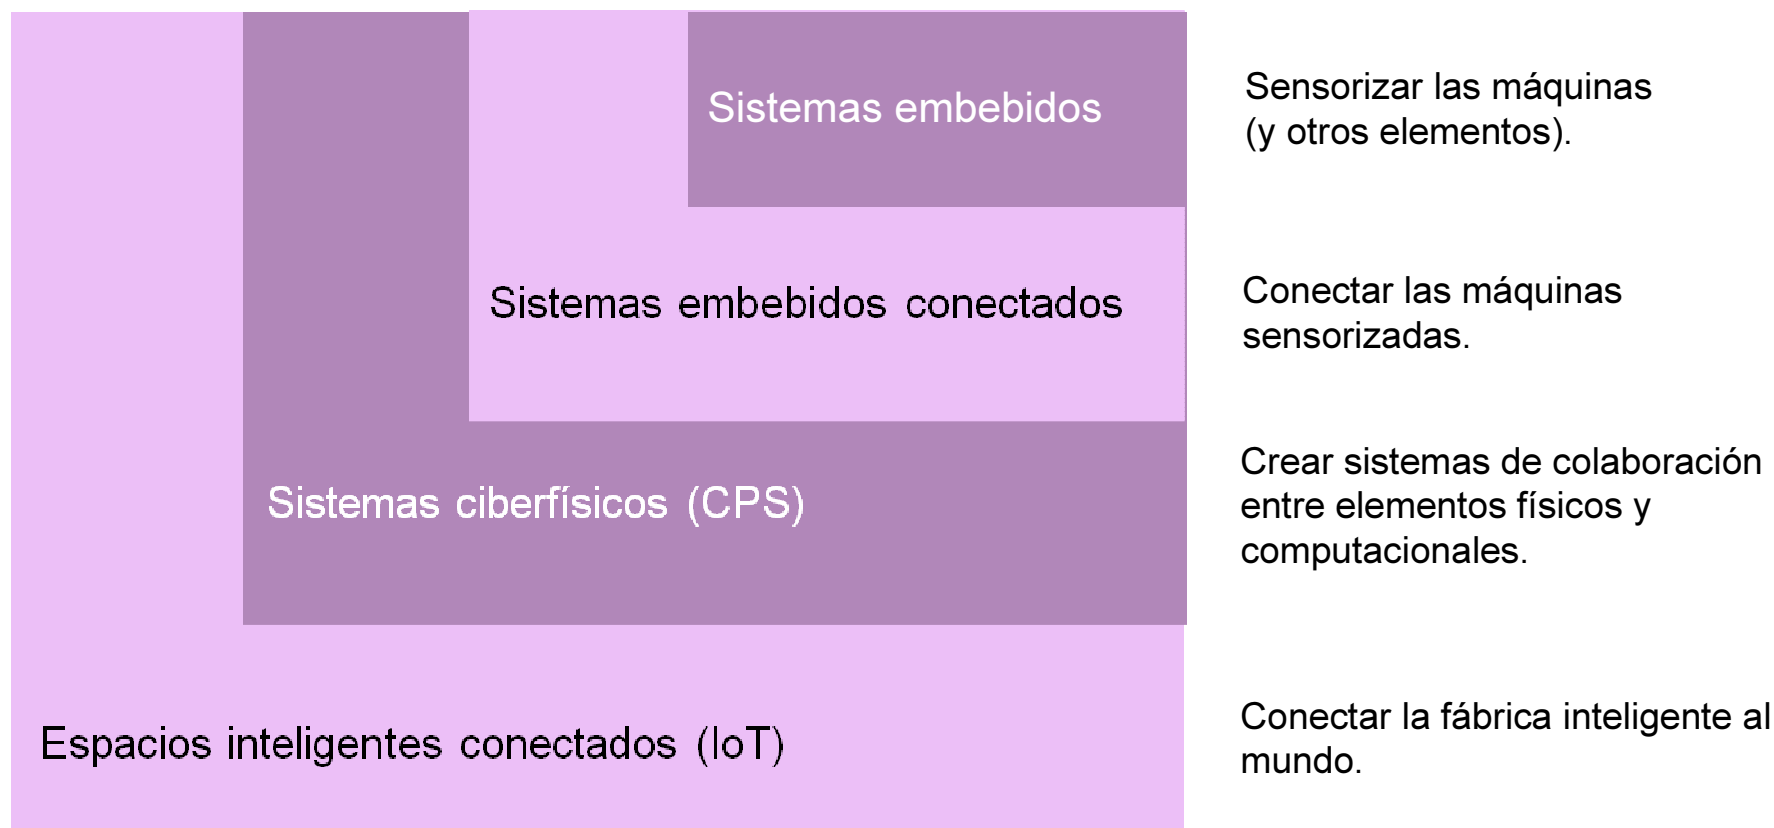 Sistemas embebidos
Sensorizar las máquinas
(y otros elementos).
Sistemas embebidos conectados
Conectar las máquinas
sensorizadas.
Sistemas ciberfísicos (CPS)
Crear sistemas de colaboración
entre elementos físicos y
computacionales.
Espacios inteligentes conectados (IoT)
Conectar la fábrica inteligente al
mundo.